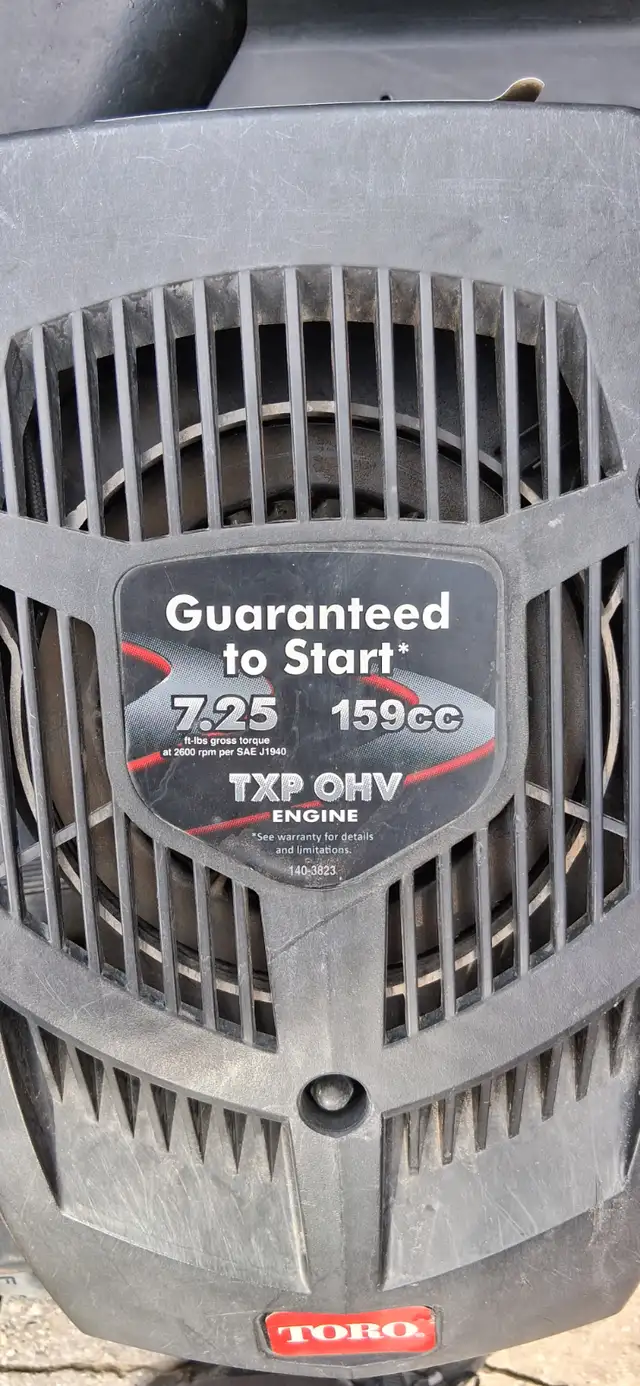 Guaranteed
to Start*
7.25 159cc
ft-lbs gross torque
at 2600 rpm per SAE J1940
TXP OHV
ENGINE
*See warranty for details
and limitations.
140-3823
TORO.